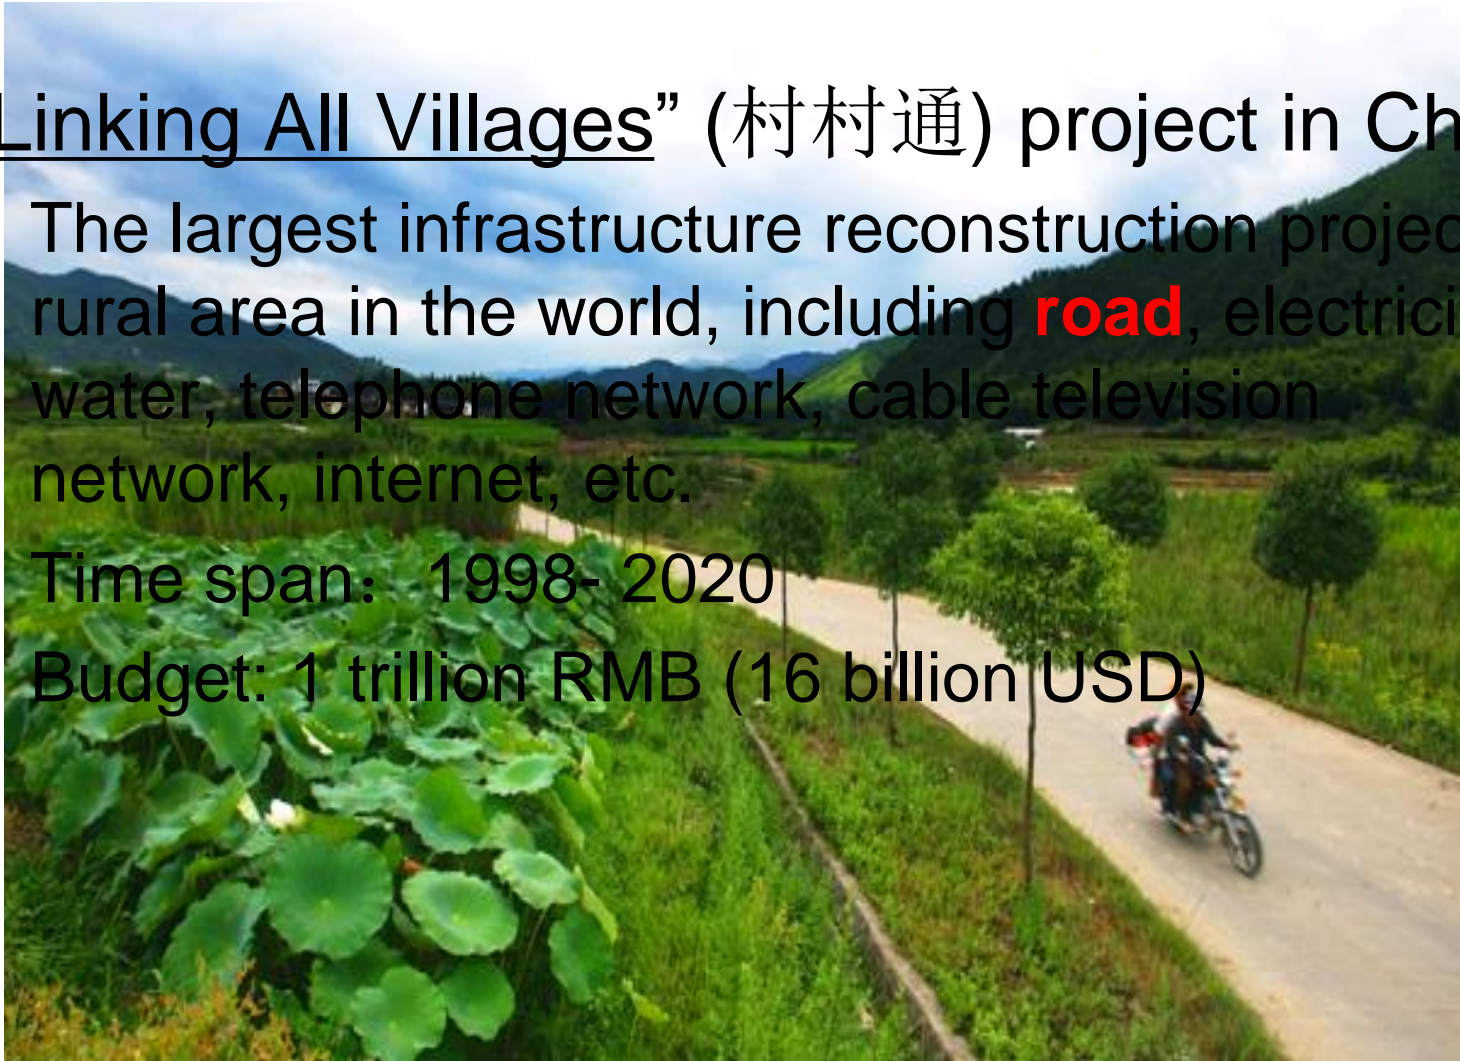 Linking All Villages” (村村通) project in Ch
The largest infrastructure reconstruction projec
rural area in the world, including road, electrici
water, telephone network, cable television
network, internet, etc.
Time span： 1998- 2020
Budget: 1 trillion RMB (16 billion USD)